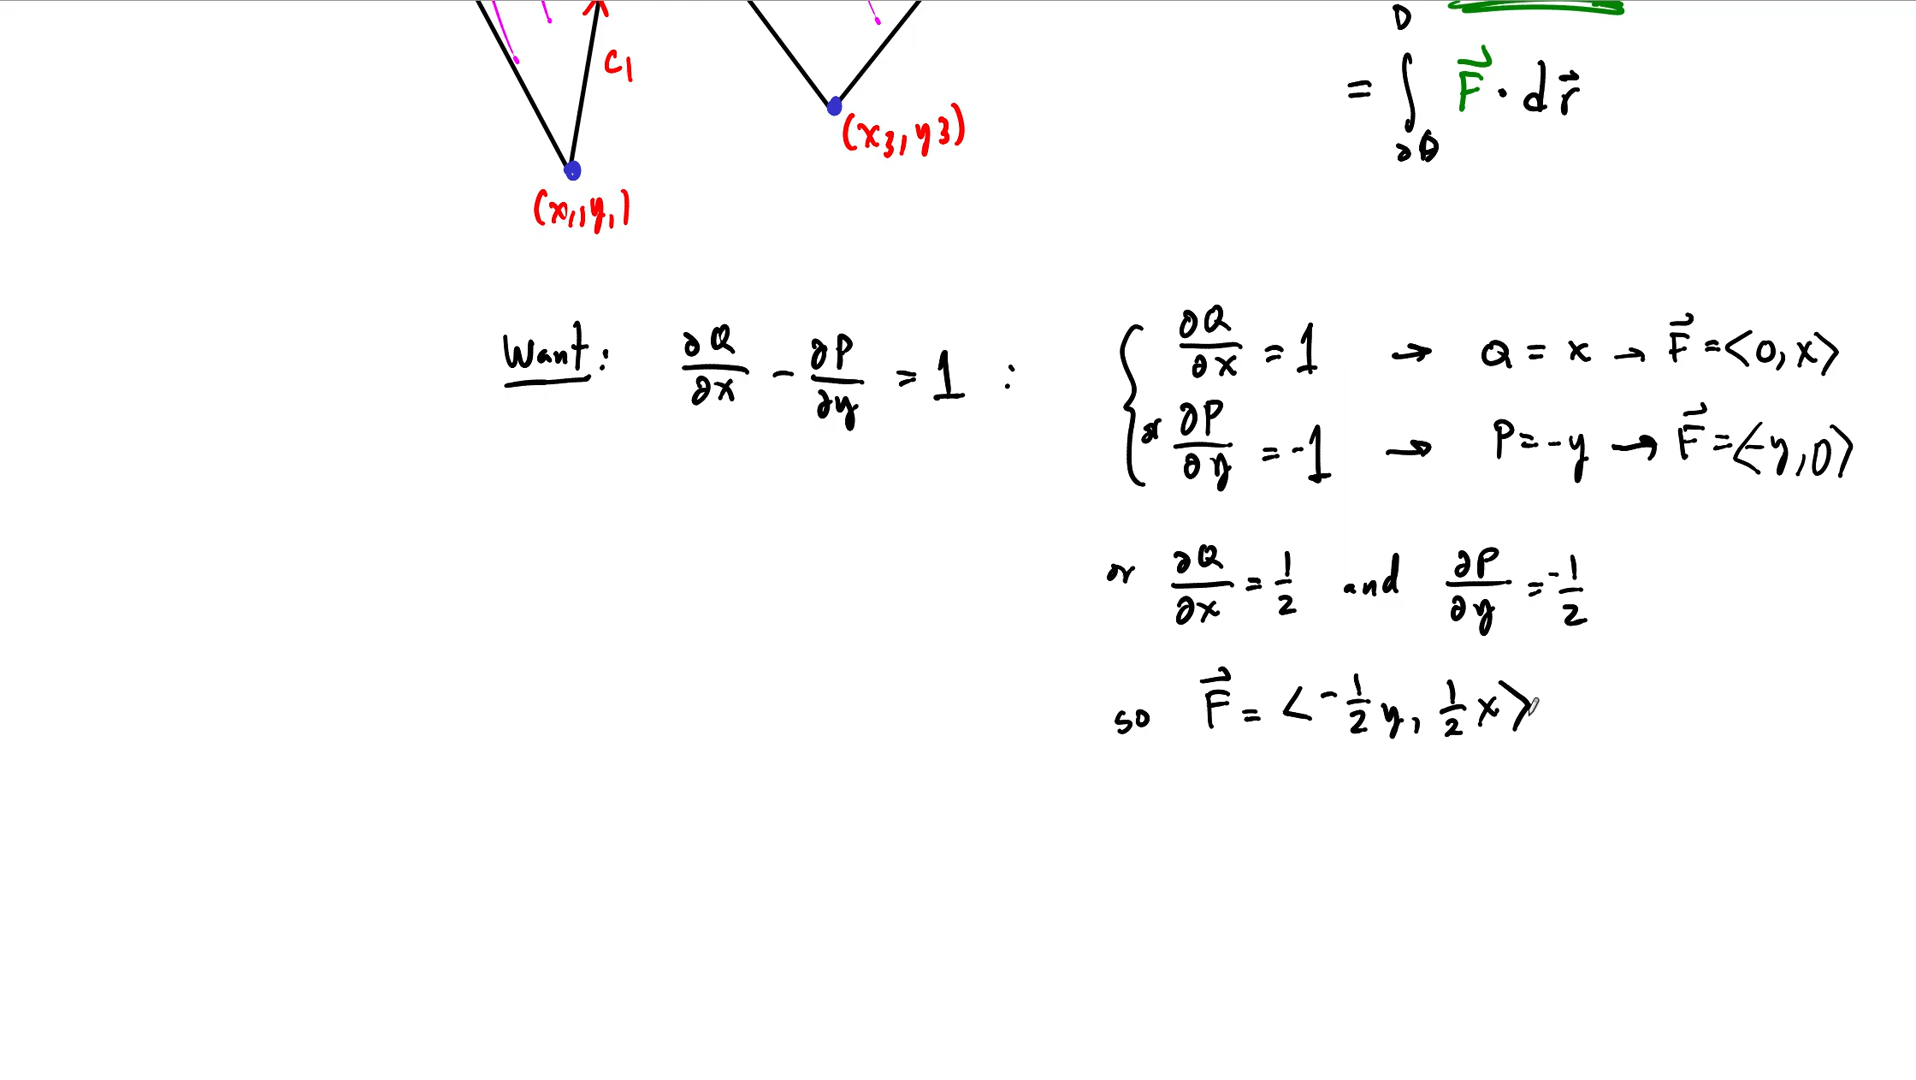 D
= ∫ F⃗ · dr⃗
∂D
C1
(x3, y3)
(x1, y1)
Want: ∂Q/∂x - ∂P/∂y = 1 :
∂Q/∂x = 1 → Q = x → F⃗ = <0, x>
or ∂P/∂y = -1 → P = -y → F⃗ = <-y, 0>
or ∂Q/∂x = 1/2 and ∂P/∂y = -1/2
so F⃗ = < -1/2 y, 1/2 x>